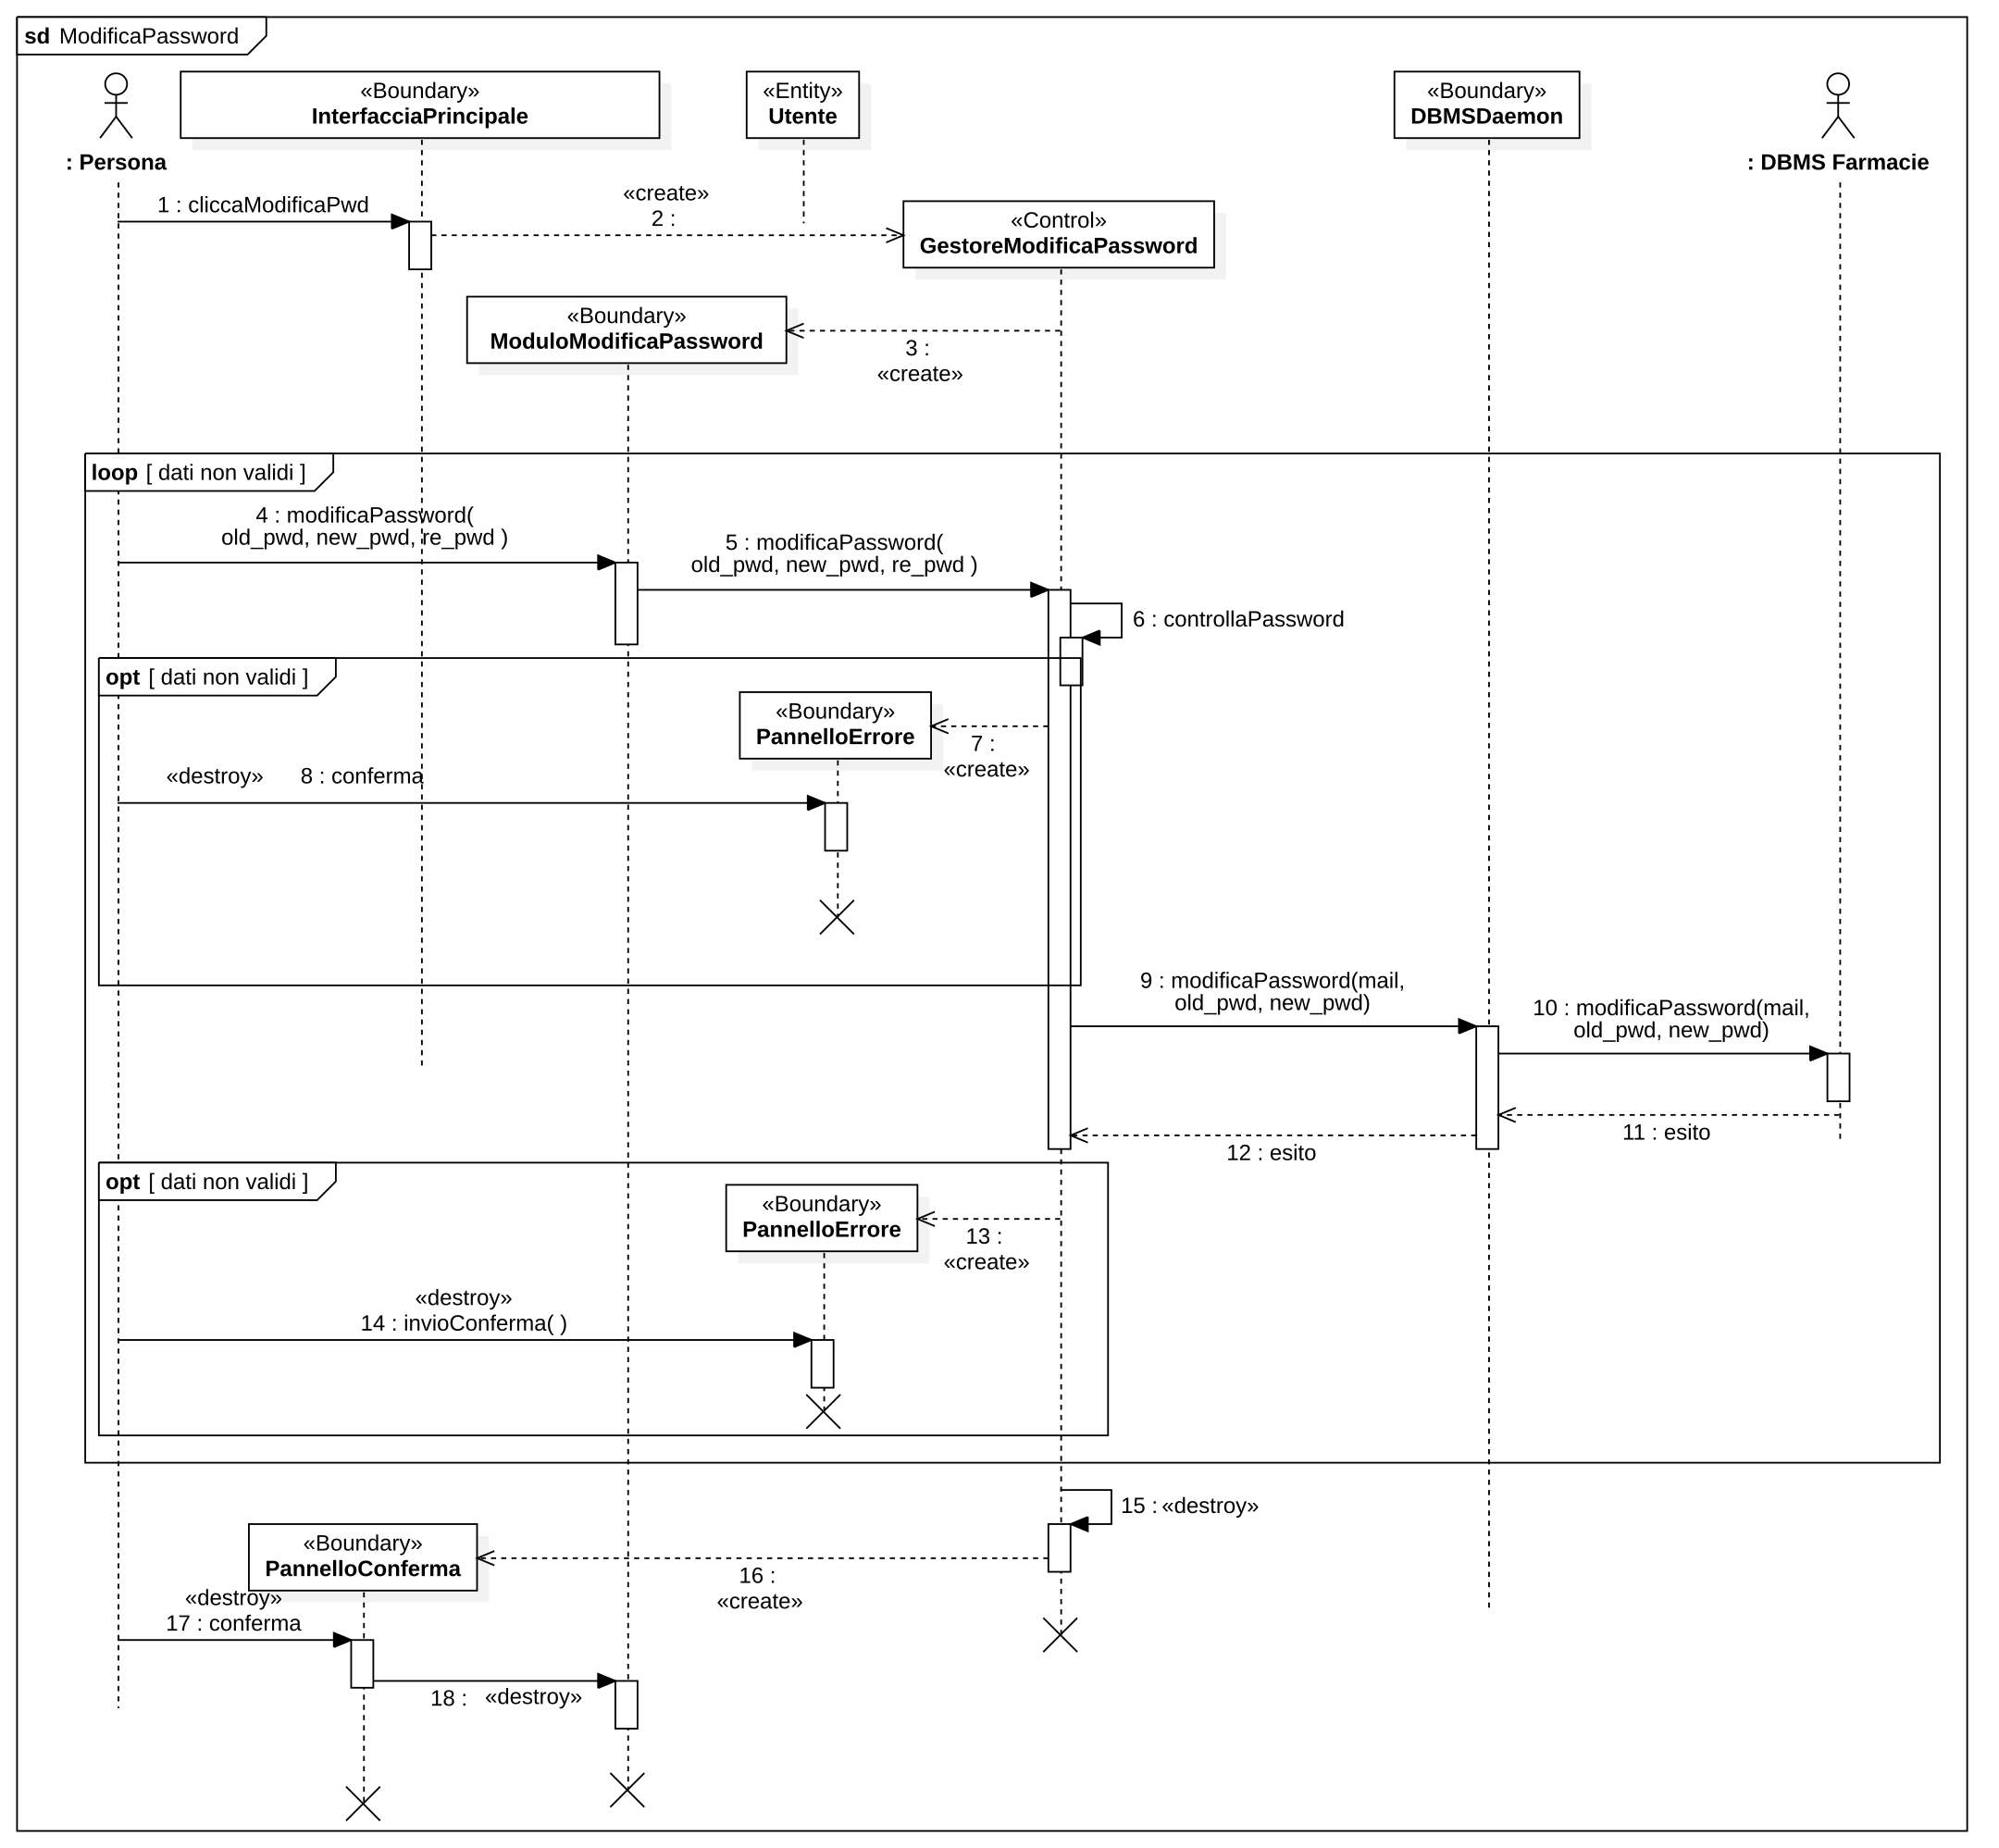 sd ModificaPassword
: Persona
«Boundary»
InterfacciaPrincipale
«Entity»
Utente
«Boundary»
DBMSDaemon
: DBMS Farmacie
1 : cliccaModificaPwd
«create»
2 :
«Control»
GestoreModificaPassword
«Boundary»
ModuloModificaPassword
3 :
«create»
loop [ dati non validi ]
4 : modificaPassword(
old_pwd, new_pwd, re_pwd )
5 : modificaPassword(
old_pwd, new_pwd, re_pwd )
6 : controllaPassword
opt [ dati non validi ]
«Boundary»
PannelloErrore
7 :
«create»
«destroy» 8 : conferma
9 : modificaPassword(mail,
old_pwd, new_pwd)
10 : modificaPassword(mail,
old_pwd, new_pwd)
11 : esito
12 : esito
opt [ dati non validi ]
«Boundary»
PannelloErrore
13 :
«create»
«destroy»
14 : invioConferma( )
15 : «destroy»
«Boundary»
PannelloConferma
16 :
«create»
«destroy»
17 : conferma
18 : «destroy»